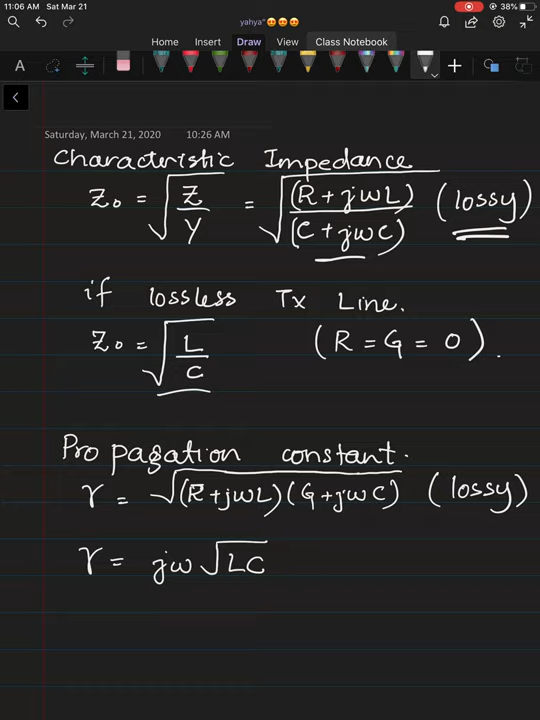 11:06 AM Sat Mar 21
38%
yahya"😍😍😍
Home Insert Draw View Class Notebook
A
Saturday, March 21, 2020 10:26 AM
Characteristic Impedance
Z₀ = √(Z/Y) = √((R + jωL)/(C + jωC)) (lossy)
if lossless Tx Line.
Z₀ = √(L/C) (R = G = 0).
Propagation constant.
γ = √((R+jωL)(G+jωC)) (lossy)
γ = jω√LC